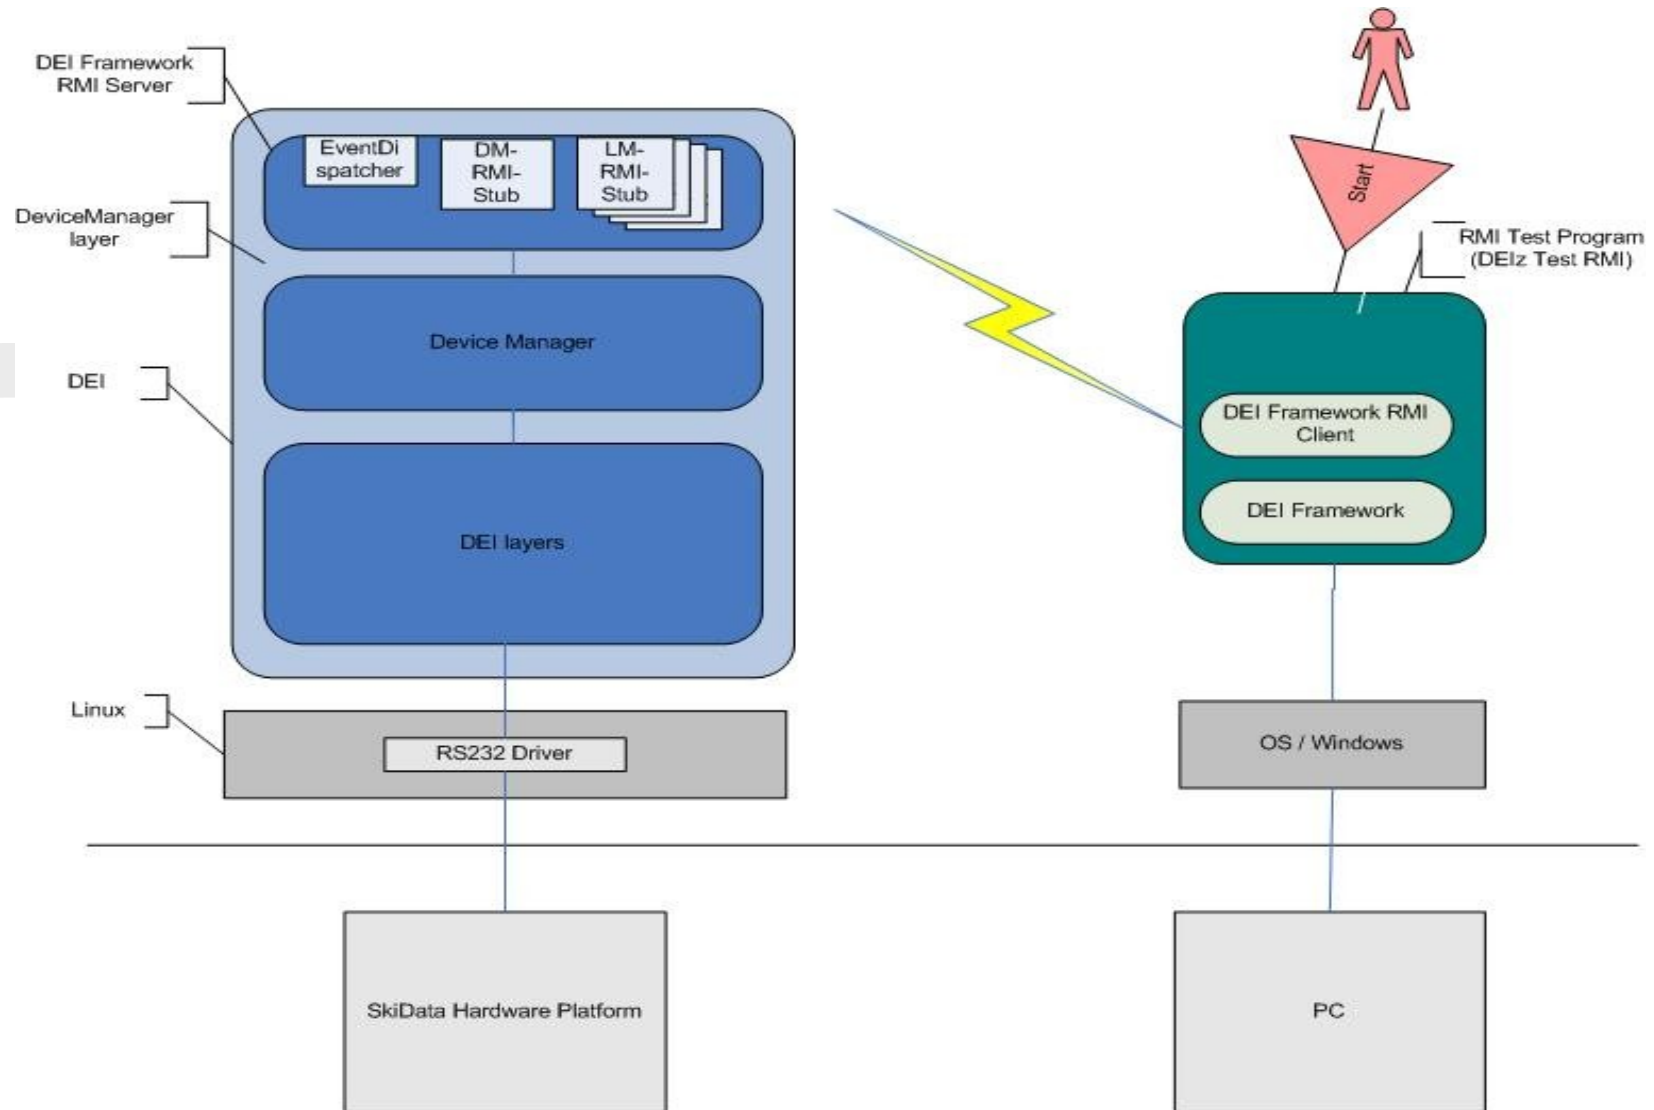 DEI Framework
RMI Server
EventDi
spatcher
DM-
RMI-
Stub
LM-
RMI-
Stub
DeviceManager
layer
Device Manager
DEI
DEI layers
Linux
RS232 Driver
SkiData Hardware Platform
Start
RMI Test Program
(DEIz Test RMI)
DEI Framework RMI
Client
DEI Framework
OS / Windows
PC